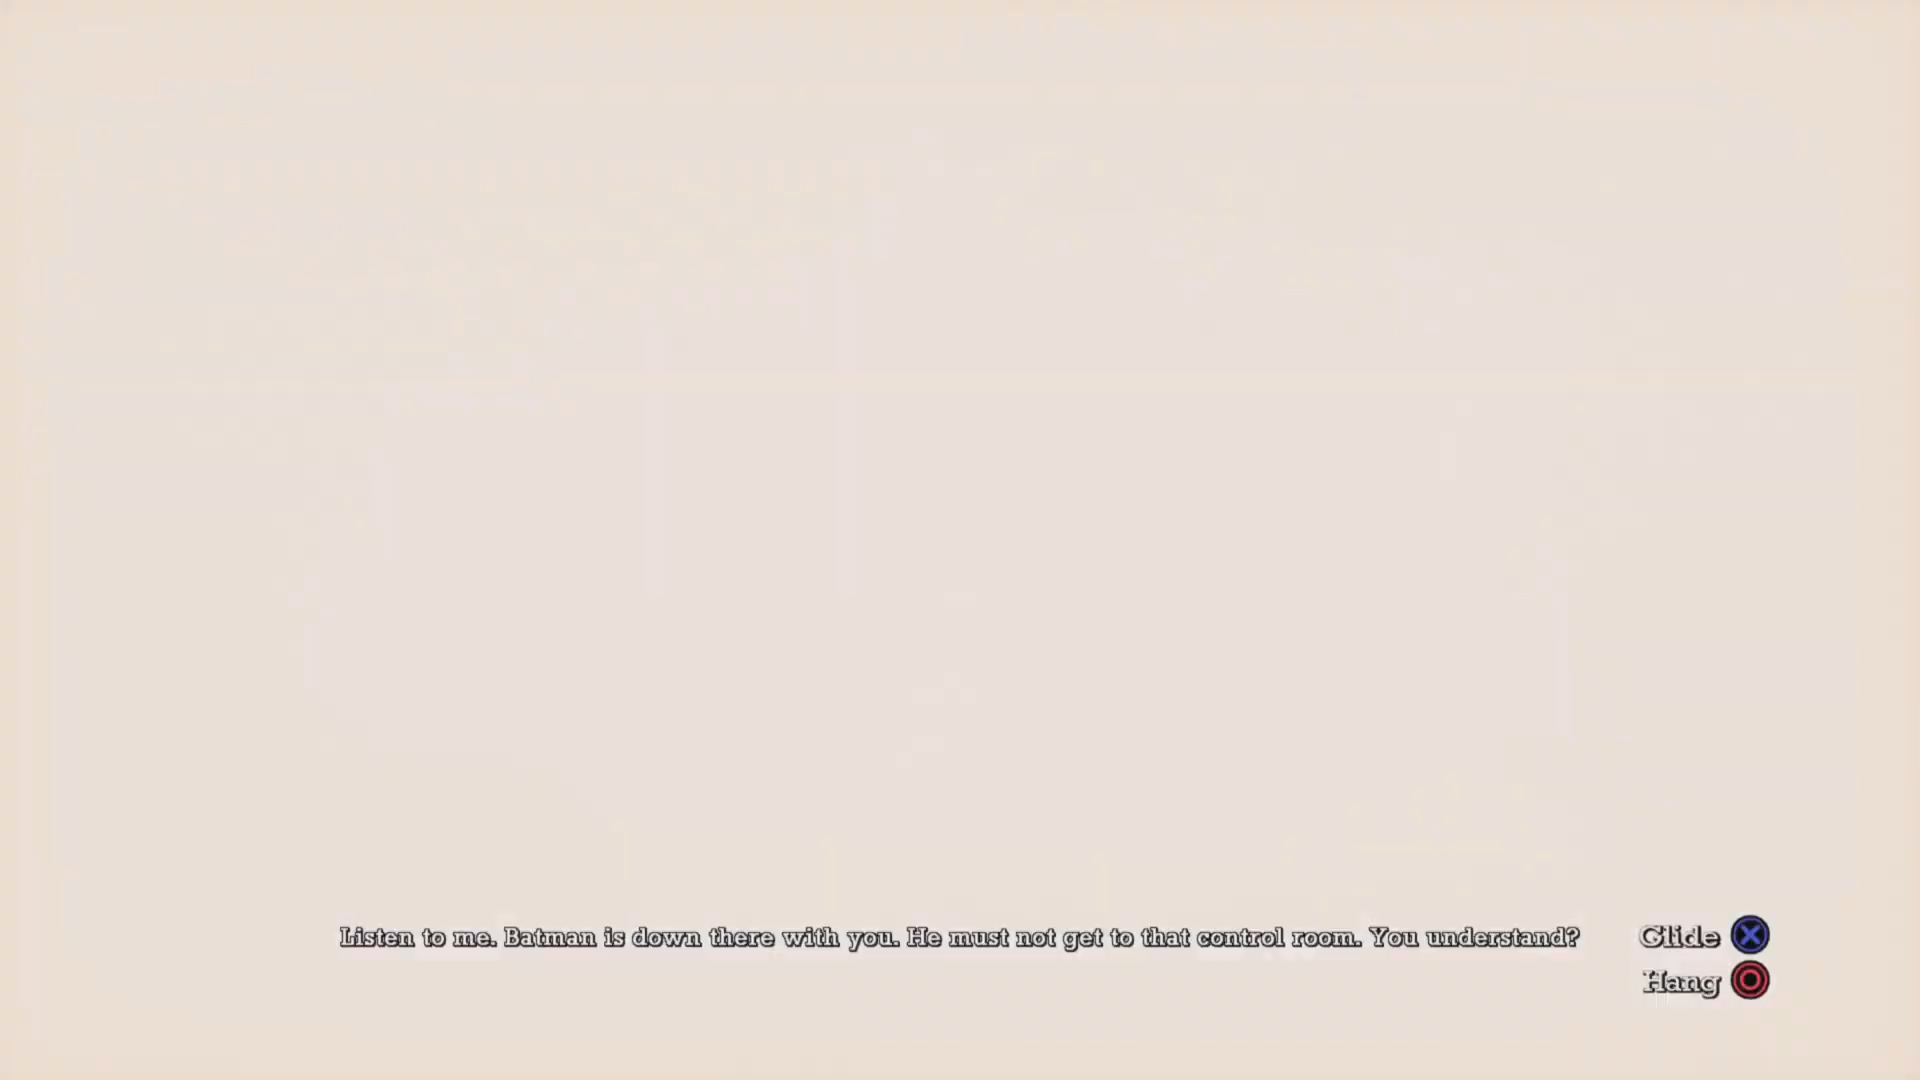 Listen to me. Batman is down there with you. He must not get to that control room. You understand?
Glide
Hang